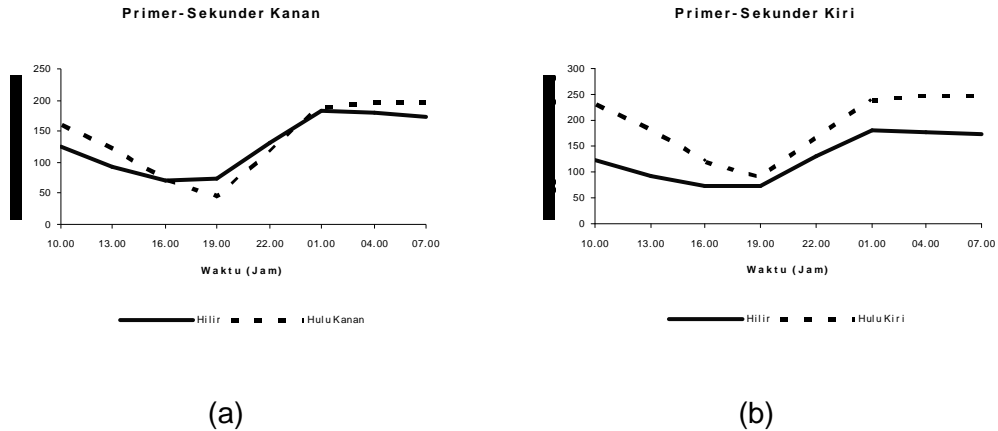 Primer-Sekunder Kanan
250
200
150
100
50
0
10.00 13.00 16.00 19.00 22.00 01.00 04.00 07.00
Waktu (Jam)
Hilir Hulu Kanan
(a)
Primer-Sekunder Kiri
300
250
200
150
100
50
0
10.00 13.00 16.00 19.00 22.00 01.00 04.00 07.00
Waktu (Jam)
Hilir Hulu Kiri
(b)